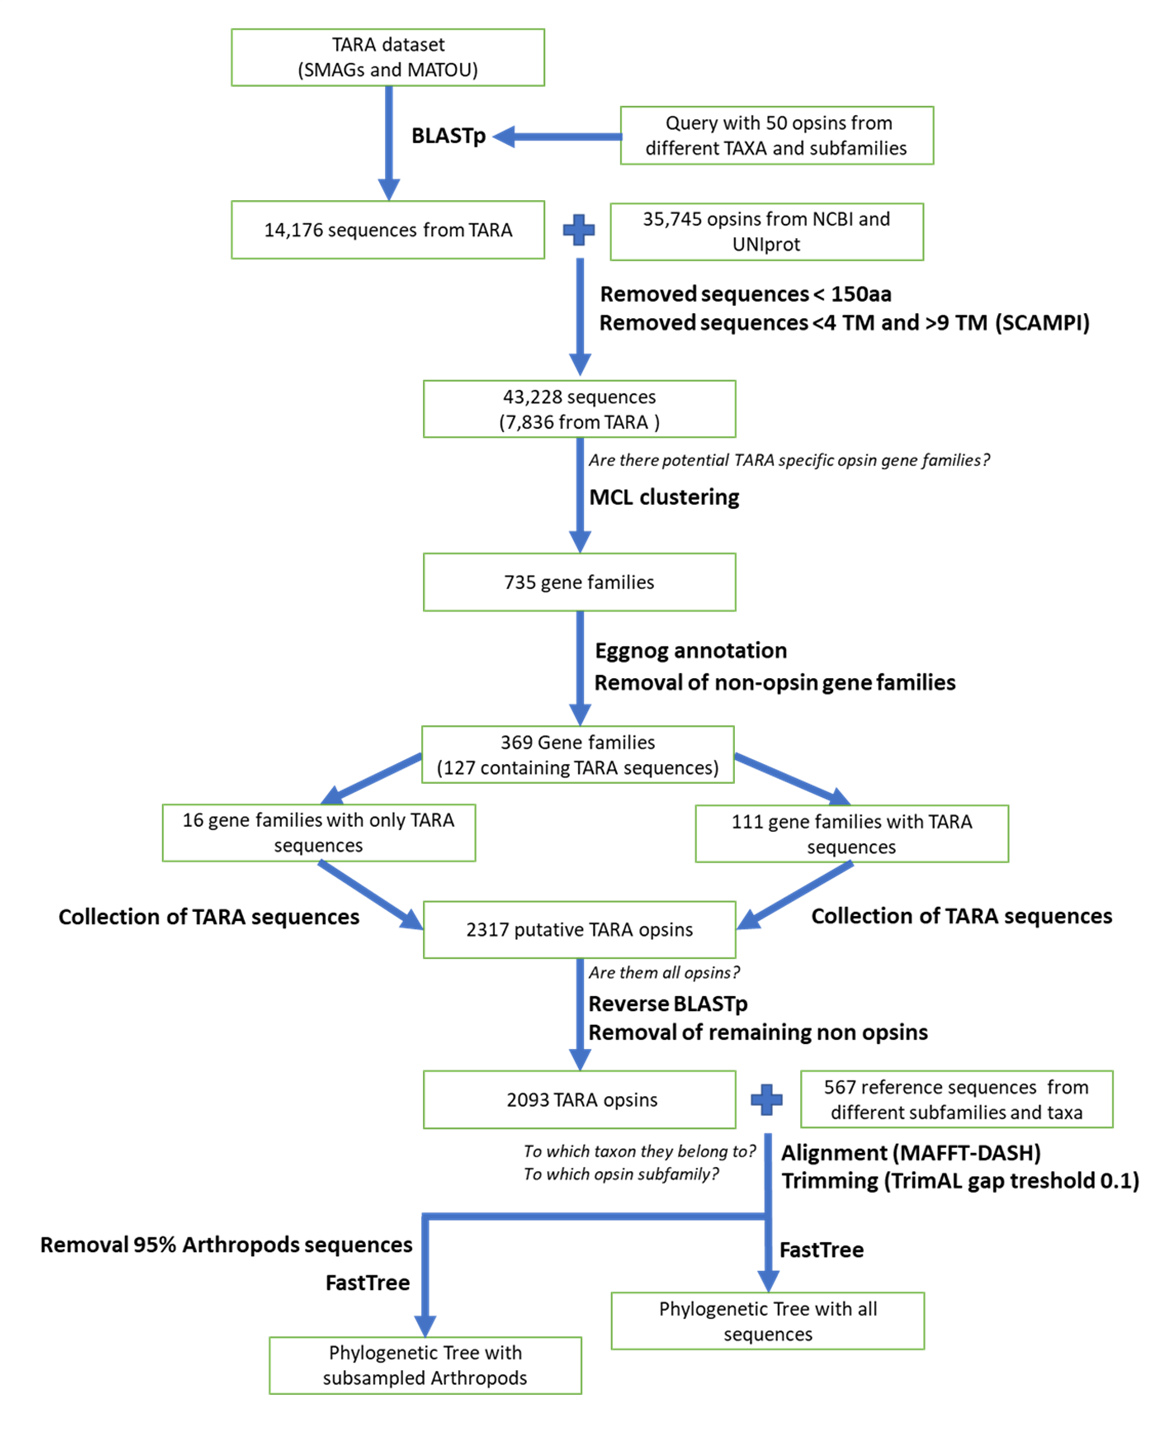 TARA dataset
(SMAGs and MATOU)
BLASTp
Query with 50 opsins from
different TAXA and subfamilies
14,176 sequences from TARA
35,745 opsins from NCBI and
UNIprot
Removed sequences < 150aa
Removed sequences <4 TM and >9 TM (SCAMPI)
43,228 sequences
(7,836 from TARA )
Are there potential TARA specific opsin gene families?
MCL clustering
735 gene families
Eggnog annotation
Removal of non-opsin gene families
369 Gene families
(127 containing TARA sequences)
16 gene families with only TARA
sequences
111 gene families with TARA
sequences
Collection of TARA sequences
2317 putative TARA opsins
Collection of TARA sequences
Are them all opsins?
Reverse BLASTp
Removal of remaining non opsins
2093 TARA opsins
567 reference sequences from
different subfamilies and taxa
To which taxon they belong to?
To which opsin subfamily?
Alignment (MAFFT-DASH)
Trimming (TrimAL gap treshold 0.1)
Removal 95% Arthropods sequences
FastTree
FastTree
Phylogenetic Tree with all
sequences
Phylogenetic Tree with
subsampled Arthropods